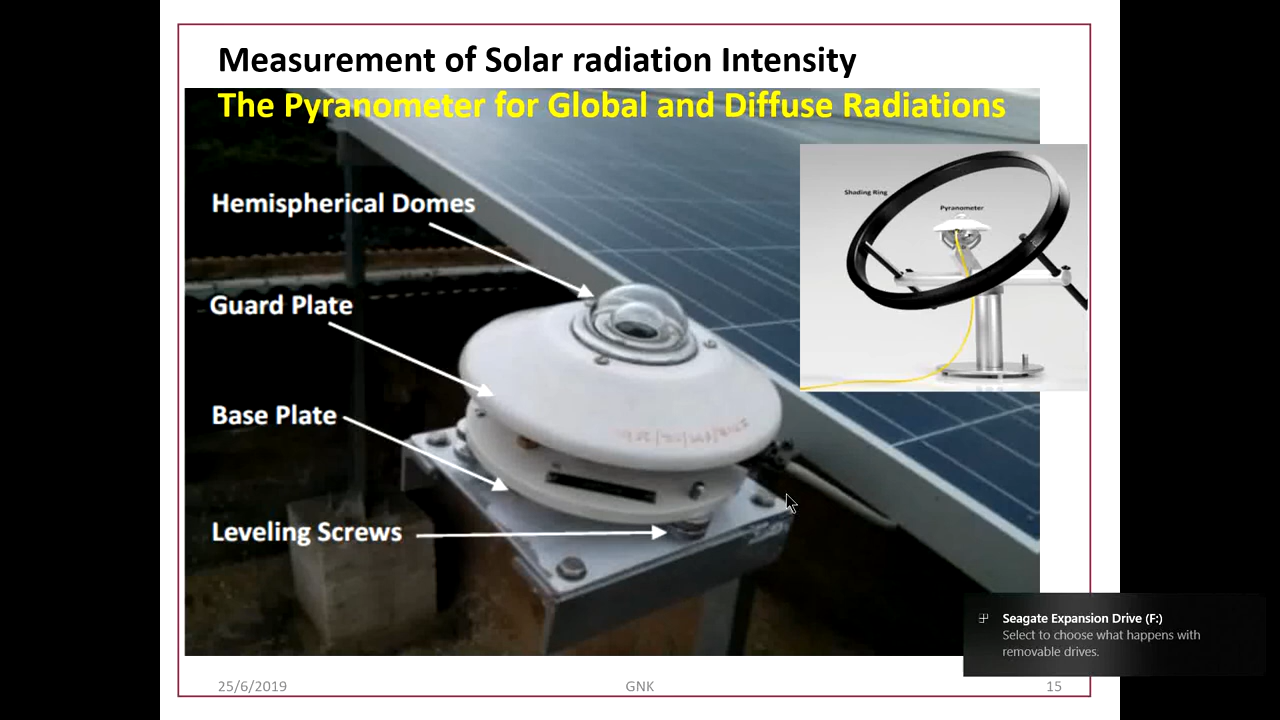 Measurement of Solar radiation Intensity
The Pyranometer for Global and Diffuse Radiations
Hemispherical Domes
Shading Ring
Pyranometer
Guard Plate
Base Plate
Leveling Screws
Seagate Expansion Drive (F:)
Select to choose what happens with
removable drives.
25/6/2019
GNK
15